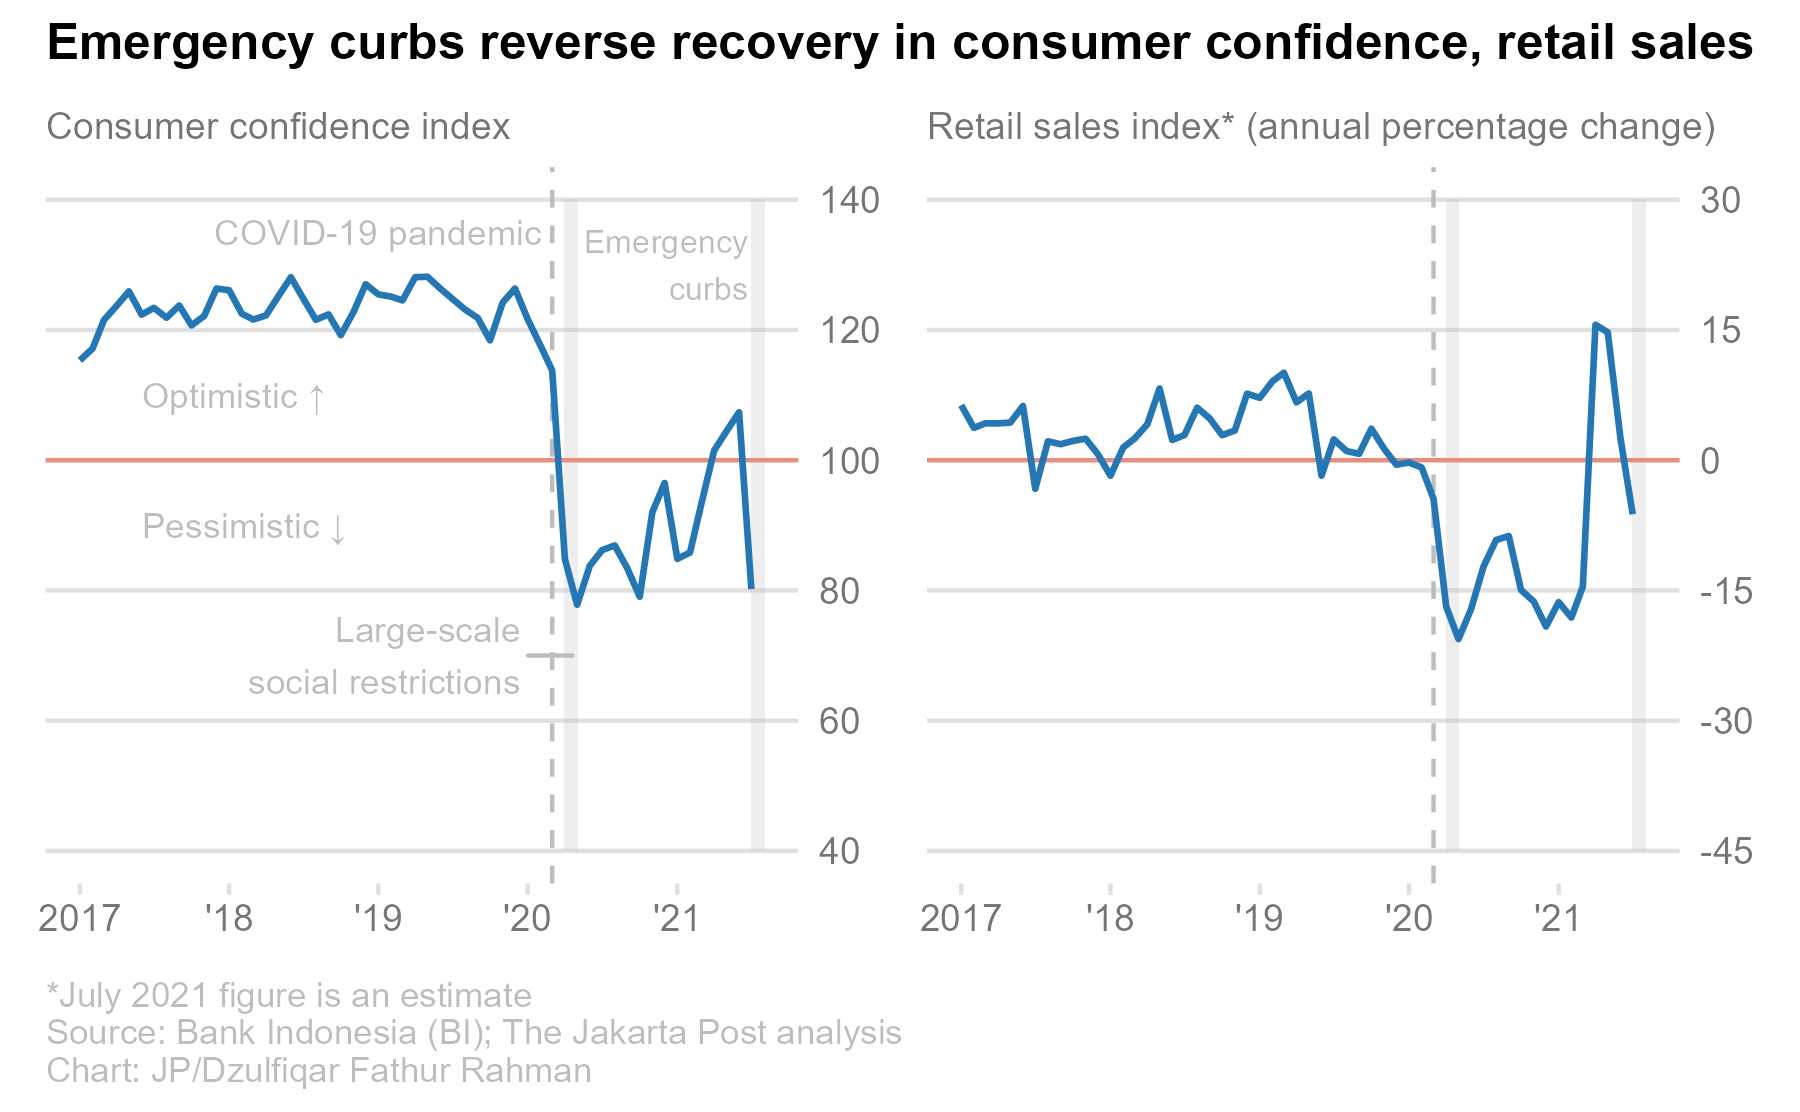 Emergency curbs reverse recovery in consumer confidence, retail sales
Consumer confidence index
140
COVID-19 pandemic
Emergency
curbs
120
Optimistic ↑
100
Pessimistic ↓
80
Large-scale
social restrictions
60
40
2017 '18 '19 '20 '21
Retail sales index* (annual percentage change)
30
15
0
-15
-30
-45
2017 '18 '19 '20 '21
*July 2021 figure is an estimate
Source: Bank Indonesia (BI); The Jakarta Post analysis
Chart: JP/Dzulfiqar Fathur Rahman